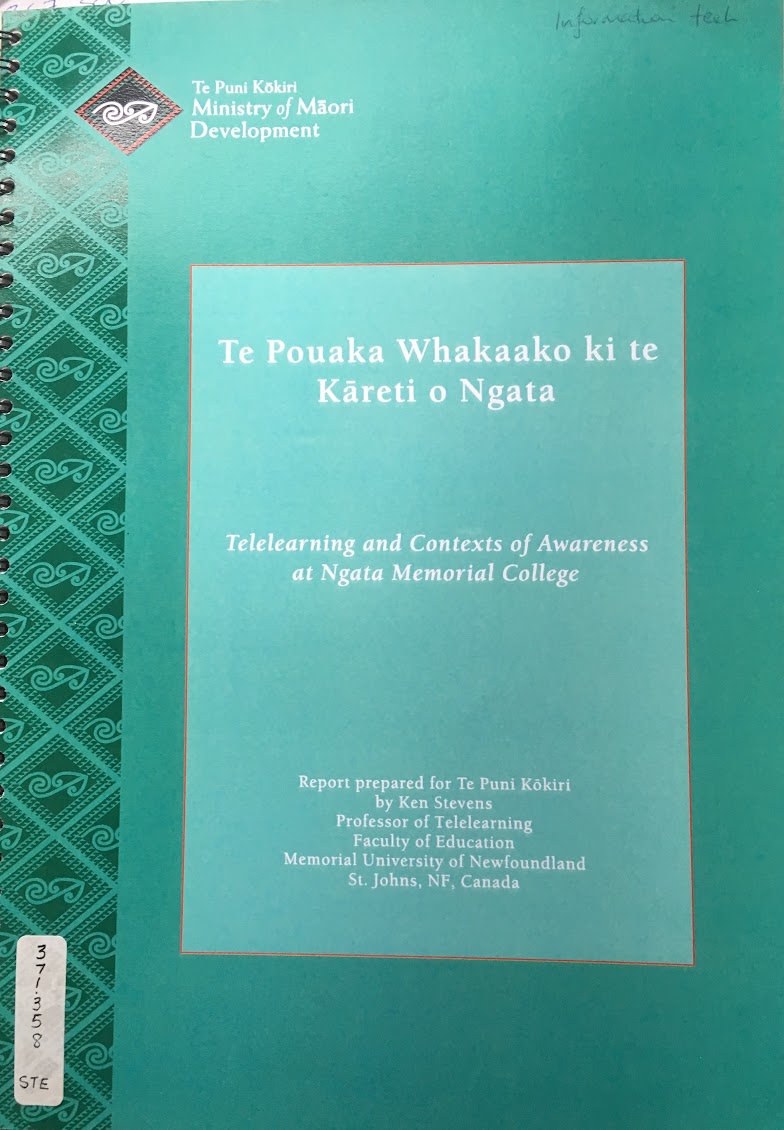 Information tech
Te Puni Kōkiri
Ministry of Māori
Development
Te Pouaka Whakaako ki te
Kāreti o Ngata
Telelearning and Contexts of Awareness
at Ngata Memorial College
Report prepared for Te Puni Kōkiri
by Ken Stevens
Professor of Telelearning
Faculty of Education
Memorial University of Newfoundland
St. Johns, NF, Canada
371.358
STE